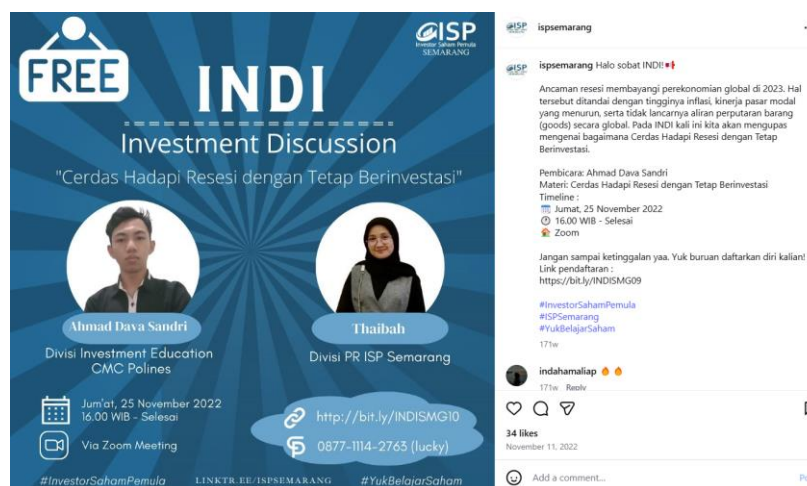 FREE
ISP
Investor Saham Pemula
SEMARANG
INDI
Investment Discussion
"Cerdas Hadapi Resesi dengan Tetap Berinvestasi"
Ahmad Dava Sandri
Divisi Investment Education
CMC Polines
Thaibah
Divisi PR ISP Semarang
Jum'at, 25 November 2022
16.00 WIB - Selesai
Via Zoom Meeting
http://bit.ly/INDISMG10
0877-1114-2763 (lucky)
#InvestorSahamPemula
LINKTR.EE/ISPSEMARANG
#YukBelajarSaham
ISP
ispsemarang
ISP
ispsemarang Halo sobat INDI!
Ancaman resesi membayangi perekonomian global di 2023. Hal
tersebut ditandai dengan tingginya inflasi, kinerja pasar modal
yang menurun, serta tidak lancarnya aliran perputaran barang
(goods) secara global. Pada INDI kali ini kita akan mengupas
mengenai bagaimana Cerdas Hadapi Resesi dengan Tetap
Berinvestasi.
Pembicara: Ahmad Dava Sandri
Materi: Cerdas Hadapi Resesi dengan Tetap Berinvestasi
Timeline :
📅 Jumat, 25 November 2022
🕓 16.00 WIB - Selesai
🏠 Zoom
Jangan sampai ketinggalan yaa. Yuk buruan daftarkan diri kalian!
Link pendaftaran :
https://bit.ly/INDISMG09
#InvestorSahamPemula
#ISPSemarang
#YukBelajarSaham
171w
indahamaliap 🔥 🔥
171w Reply
34 likes
November 11, 2022
Add a comment...